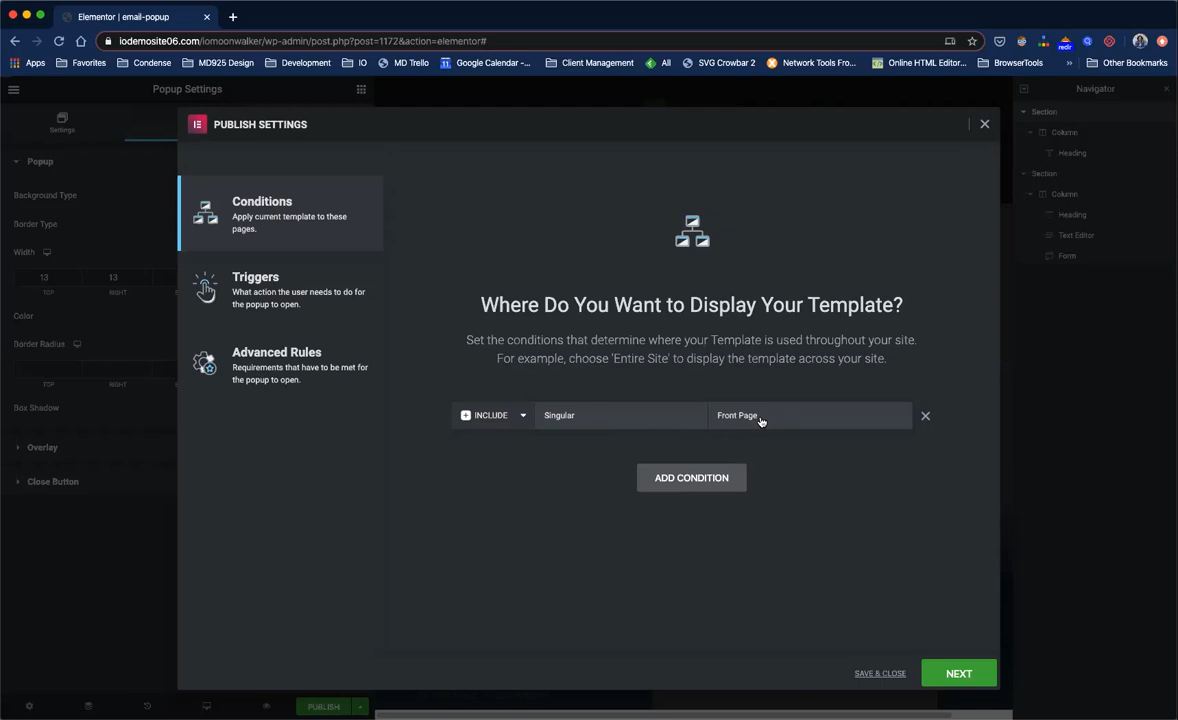 Elementor | email-popup
iodemosite06.com/iomoonwalker/wp-admin/post.php?post=1172&action=elementor#
redir
Apps
Favorites
Condense
MD925 Design
Development
IO
MD Trello
Google Calendar -...
Client Management
All
SVG Crowbar 2
Network Tools Fro...
Online HTML Editor...
BrowserTools
»
Other Bookmarks
Popup Settings
Navigator
Settings
Popup
Background Type
Border Type
Width
13
13
TOP
RIGHT
Color
Border Radius
TOP
RIGHT
Box Shadow
Overlay
Close Button
PUBLISH
PUBLISH SETTINGS
Conditions
Apply current template to these
pages.
Triggers
What action the user needs to do for
the popup to open.
Advanced Rules
Requirements that have to be met for
the popup to open.
Where Do You Want to Display Your Template?
Set the conditions that determine where your Template is used throughout your site.
For example, choose 'Entire Site' to display the template across your site.
INCLUDE
Singular
Front Page
ADD CONDITION
SAVE & CLOSE
NEXT
Section
Column
Heading
Section
Column
Heading
Text Editor
Form